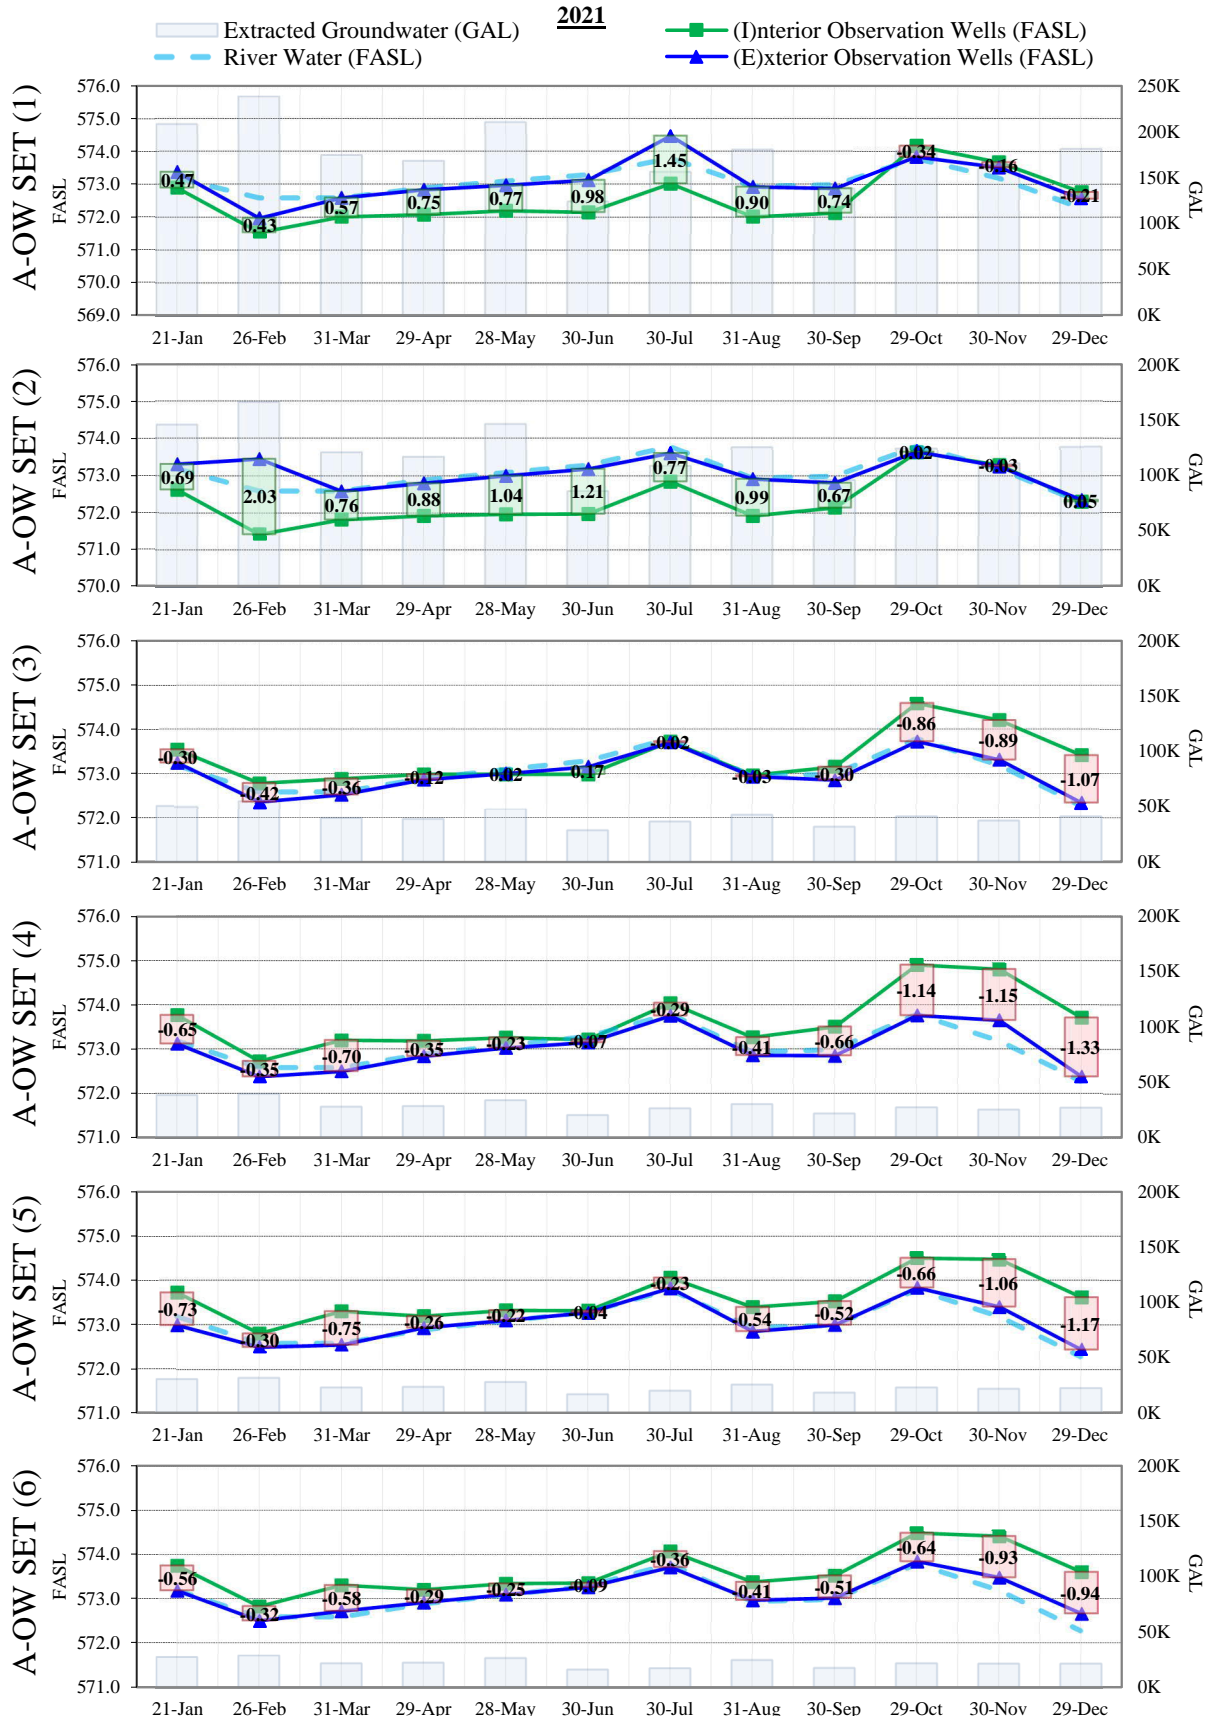 2021
Extracted Groundwater (GAL)
(I)nterior Observation Wells (FASL)
River Water (FASL)
(E)xterior Observation Wells (FASL)
A-OW SET (1)
FASL
576.0
575.0
574.0
573.0
572.0
571.0
570.0
569.0
0.47
0.43
0.57
0.75
0.77
0.98
1.45
0.90
0.74
-0.34
-0.16
-0.21
250K
200K
150K
100K
50K
0K
GAL
21-Jan 26-Feb 31-Mar 29-Apr 28-May 30-Jun 30-Jul 31-Aug 30-Sep 29-Oct 30-Nov 29-Dec
A-OW SET (2)
FASL
576.0
575.0
574.0
573.0
572.0
571.0
570.0
0.69
2.03
0.76
0.88
1.04
1.21
0.77
0.99
0.67
0.02
-0.03
0.05
200K
150K
100K
50K
0K
GAL
21-Jan 26-Feb 31-Mar 29-Apr 28-May 30-Jun 30-Jul 31-Aug 30-Sep 29-Oct 30-Nov 29-Dec
A-OW SET (3)
FASL
576.0
575.0
574.0
573.0
572.0
571.0
-0.30
-0.42
-0.36
-0.12
0.02
0.17
-0.02
-0.03
-0.30
-0.86
-0.89
-1.07
200K
150K
100K
50K
0K
GAL
21-Jan 26-Feb 31-Mar 29-Apr 28-May 30-Jun 30-Jul 31-Aug 30-Sep 29-Oct 30-Nov 29-Dec
A-OW SET (4)
FASL
576.0
575.0
574.0
573.0
572.0
571.0
-0.65
-0.35
-0.70
-0.35
-0.23
-0.07
-0.29
-0.41
-0.66
-1.14
-1.15
-1.33
200K
150K
100K
50K
0K
GAL
21-Jan 26-Feb 31-Mar 29-Apr 28-May 30-Jun 30-Jul 31-Aug 30-Sep 29-Oct 30-Nov 29-Dec
A-OW SET (5)
FASL
576.0
575.0
574.0
573.0
572.0
571.0
-0.73
-0.30
-0.75
-0.26
-0.22
-0.04
-0.23
-0.54
-0.52
-0.66
-1.06
-1.17
200K
150K
100K
50K
0K
GAL
21-Jan 26-Feb 31-Mar 29-Apr 28-May 30-Jun 30-Jul 31-Aug 30-Sep 29-Oct 30-Nov 29-Dec
A-OW SET (6)
FASL
576.0
575.0
574.0
573.0
572.0
571.0
-0.56
-0.32
-0.58
-0.29
-0.25
-0.09
-0.36
-0.41
-0.51
-0.64
-0.93
-0.94
200K
150K
100K
50K
0K
GAL
21-Jan 26-Feb 31-Mar 29-Apr 28-May 30-Jun 30-Jul 31-Aug 30-Sep 29-Oct 30-Nov 29-Dec